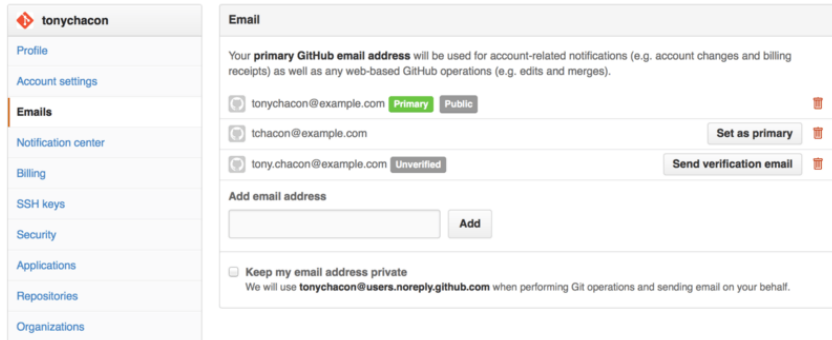 tonychacon
Profile
Account settings
Emails
Notification center
Billing
SSH keys
Security
Applications
Repositories
Organizations
Email
Your primary GitHub email address will be used for account-related notifications (e.g. account changes and billing
receipts) as well as any web-based GitHub operations (e.g. edits and merges).
tonychacon@example.com Primary Public
tchacon@example.com Set as primary
tony.chacon@example.com Unverified Send verification email
Add email address
Add
Keep my email address private
We will use tonychacon@users.noreply.github.com when performing Git operations and sending email on your behalf.